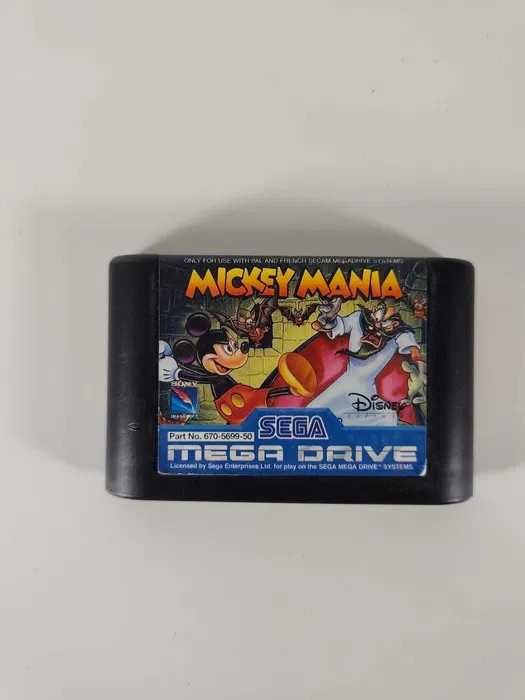 ONLY FOR USE WITH PAL AND FRENCH SECAM MEGADRIVE SYSTEMS
MICKEY MANIA
SONY
DISNEY
SEGA
Part No. 670-5699-50
MEGA DRIVE
Licensed by Sega Enterprises Ltd. for play on the SEGA MEGA DRIVE™ SYSTEMS.